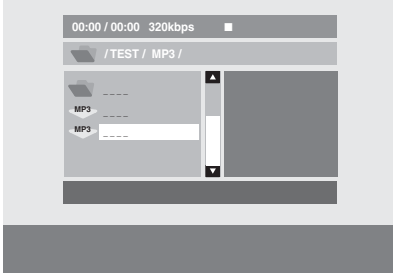 00:00 / 00:00 320kbps
/ TEST / MP3 /
_ _ _ _
MP3 _ _ _ _
MP3 _ _ _ _